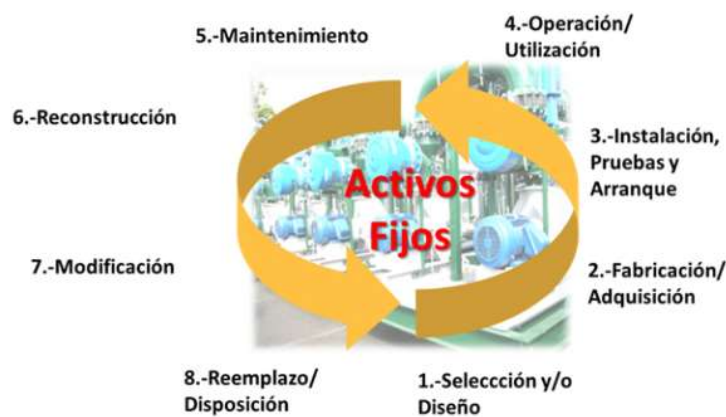 5.-Maintenimiento
4.-Operación/
Utilización
6.-Reconstrucción
3.-Instalación,
Pruebas y
Arranque
Activos
Fijos
7.-Modificación
2.-Fabricación/
Adquisición
8.-Reemplazo/
Disposición
1.-Seleccción y/o
Diseño